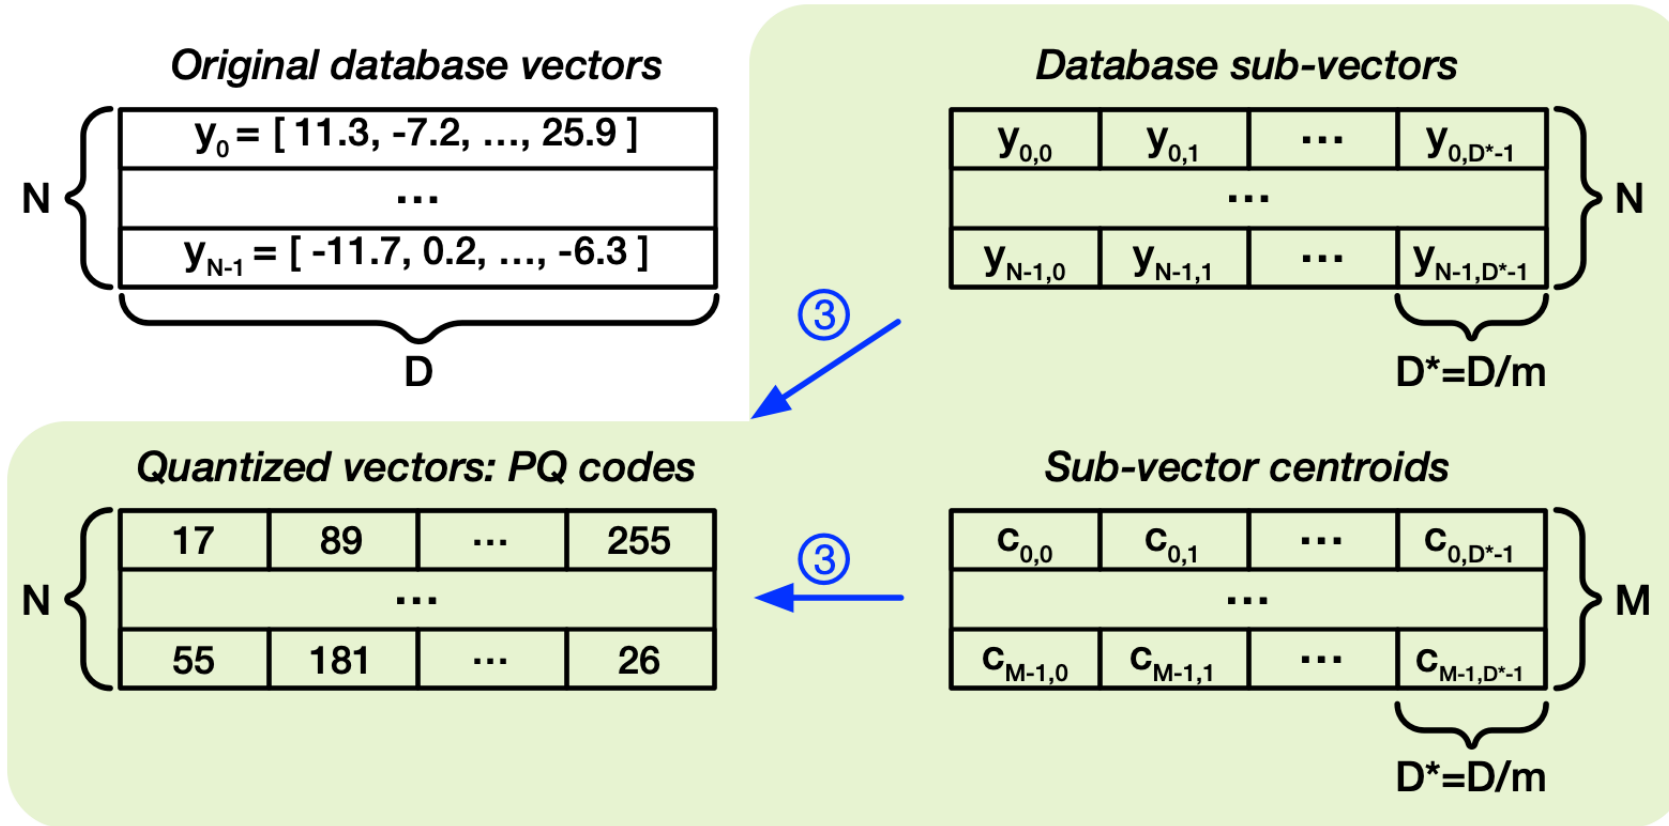 Original database vectors
N
y0 = [ 11.3, -7.2, ..., 25.9 ]
...
yN-1 = [ -11.7, 0.2, ..., -6.3 ]
D
Database sub-vectors
y0,0 y0,1 ... y0,D*-1
...
yN-1,0 yN-1,1 ... yN-1,D*-1
N
D*=D/m
③
Quantized vectors: PQ codes
N
17 89 ... 255
...
55 181 ... 26
③
Sub-vector centroids
c0,0 c0,1 ... c0,D*-1
...
cM-1,0 cM-1,1 ... cM-1,D*-1
M
D*=D/m